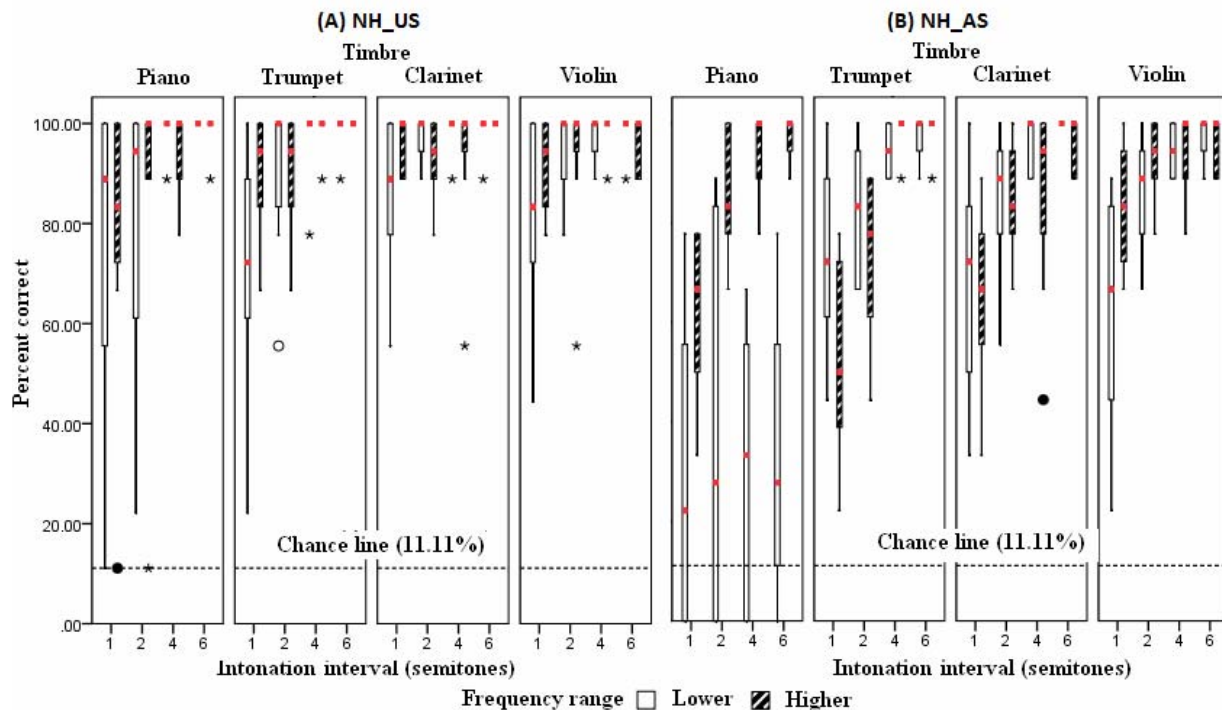 (A) NH_US
Timbre
Piano Trumpet Clarinet Violin
(B) NH_AS
Timbre
Piano Trumpet Clarinet Violin
Percent correct
100.00
80.00
60.00
40.00
20.00
.00
Chance line (11.11%)
Chance line (11.11%)
1 2 4 6 1 2 4 6 1 2 4 6 1 2 4 6
1 2 4 6 1 2 4 6 1 2 4 6 1 2 4 6
Intonation interval (semitones)
Intonation interval (semitones)
Frequency range Lower Higher